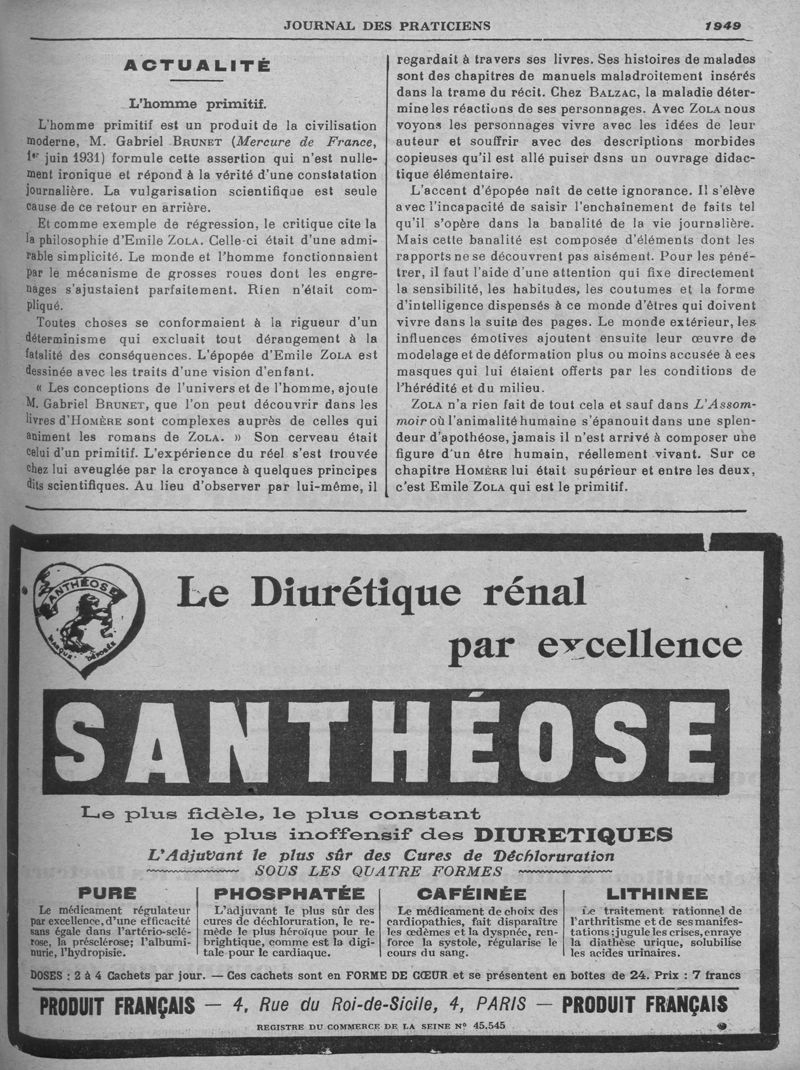 JOURNAL DES PRATICIENS 1949
ACTUALITÉ
L'homme primitif.
L'homme primitif est un produit de la civilisation
moderne, M. Gabriel BRUNET (Mercure de France,
1er juin 1931) formule cette assertion qui n'est nulle-
ment ironique et répond à la vérité d'une constatation
journalière. La vulgarisation scientifique est seule
cause de ce retour en arrière.
Et comme exemple de régression, le critique cite la
la philosophie d'Emile ZOLA. Celle-ci était d'une admi-
rable simplicité. Le monde et l'homme fonctionnaient
par le mécanisme de grosses roues dont les engre-
nages s'ajustaient parfaitement. Rien n'était com-
pliqué.
Toutes choses se conformaient à la rigueur d'un
déterminisme qui excluait tout dérangement à la
fatalité des conséquences. L'épopée d'Emile ZOLA est
dessinée avec les traits d'une vision d'enfant.
« Les conceptions de l'univers et de l'homme, ajoute
M. Gabriel BRUNET, que l'on peut découvrir dans les
livres d'HOMÈRE sont complexes auprès de celles qui
animent les romans de ZOLA. » Son cerveau était
celui d'un primitif. L'expérience du réel s'est trouvée
chez lui aveuglée par la croyance à quelques principes
dits scientifiques. Au lieu d'observer par lui-même, il
regardait à travers ses livres. Ses histoires de malades
sont des chapitres de manuels maladroitement insérés
dans la trame du récit. Chez BALZAC, la maladie déter-
mine les réactions de ses personnages. Avec ZOLA nous
voyons les personnages vivre avec les idées de leur
auteur et souffrir avec des descriptions morbides
copieuses qu'il est allé puiser dsns un ouvrage didac-
tique élémentaire.
L'accent d'épopée naît de cette ignorance. Il s'élève
avec l'incapacité de saisir l'enchaînement de faits tel
qu'il s'opère dans la banalité de la vie journalière.
Mais cette banalité est composée d'éléments dont les
rapports ne se découvrent pas aisément. Pour les péné-
trer, il faut l'aide d'une attention qui fixe directement
la sensibilité, les habitudes, les coutumes et la forme
d'intelligence dispensés à ce monde d'êtres qui doivent
vivre dans la suite des pages. Le monde extérieur, les
influences émotives ajoutent ensuite leur œuvre de
modelage et de déformation plus ou moins accusée à ces
masques qui lui étaient offerts par les conditions de
l'hérédité et du milieu.
ZOLA n'a rien fait de tout cela et sauf dans L'Assom-
moir où l'animalité humaine s'épanouit dans une splen-
deur d'apothéose, jamais il n'est arrivé à composer une
figure d'un être humain, réellement vivant. Sur ce
chapitre HOMÈRE lui était supérieur et entre les deux,
c'est Emile ZOLA qui est le primitif.
SANTHÉOSE
MARQUE DÉPOSÉE
Le Diurétique rénal
par excellence
SANTHÉOSE
Le plus fidèle, le plus constant
le plus inoffensif des DIURETIQUES
L'Adjuvant le plus sûr des Cures de Déchloruration
SOUS LES QUATRE FORMES
PURE
Le médicament régulateur
par excellence, d'une efficacité
sans égale dans l'artério-sclé-
rose, la présclérose; l'albumi-
nurie, l'hydropisie.
PHOSPHATÉE
L'adjuvant le plus sûr des
cures de déchloruration, le re-
mède le plus héroïque pour le
brightique, comme est la digi-
tale pour le cardiaque.
CAFÉINÉE
Le médicament de choix des
cardiopathies, fait disparaître
les œdèmes et la dyspnée, ren-
force la systole, régularise le
cours du sang.
LITHINEE
Le traitement rationnel de
l'arthritisme et de ses manifes-
tations; jugule les crises, enraye
la diathèse urique, solubilise
les acides urinaires.
DOSES : 2 à 4 Cachets par jour. — Ces cachets sont en FORME DE CŒUR et se présentent en boîtes de 24. Prix : 7 francs
PRODUIT FRANÇAIS — 4, Rue du Roi-de-Sicile, 4, PARIS — PRODUIT FRANÇAIS
REGISTRE DU COMMERCE DE LA SEINE No 45.545